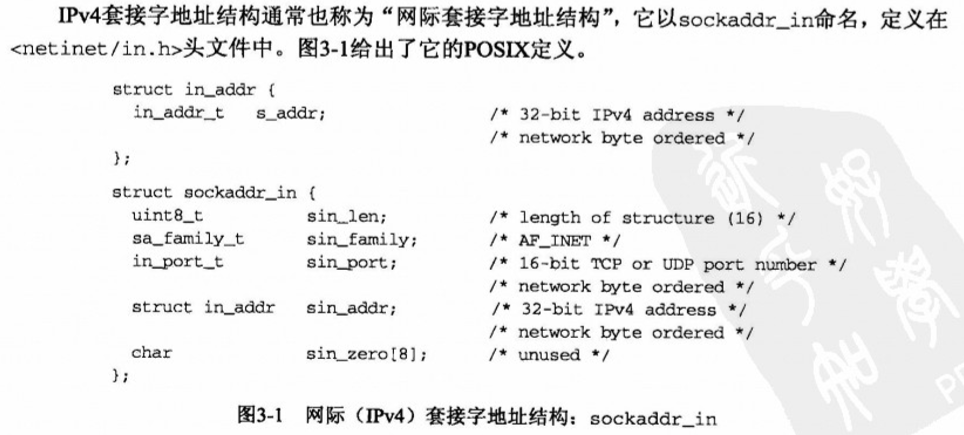 IPv4套接字地址结构通常也称为“网际套接字地址结构”,它以sockaddr_in命名,定义在
<netinet/in.h>头文件中。图3-1给出了它的POSIX定义。
struct in_addr {
in_addr_t s_addr; /* 32-bit IPv4 address */
/* network byte ordered */
};
struct sockaddr_in {
uint8_t sin_len; /* length of structure (16) */
sa_family_t sin_family; /* AF_INET */
in_port_t sin_port; /* 16-bit TCP or UDP port number */
/* network byte ordered */
struct in_addr sin_addr; /* 32-bit IPv4 address */
/* network byte ordered */
char sin_zero[8]; /* unused */
};
图3-1 网际(IPv4)套接字地址结构:sockaddr_in